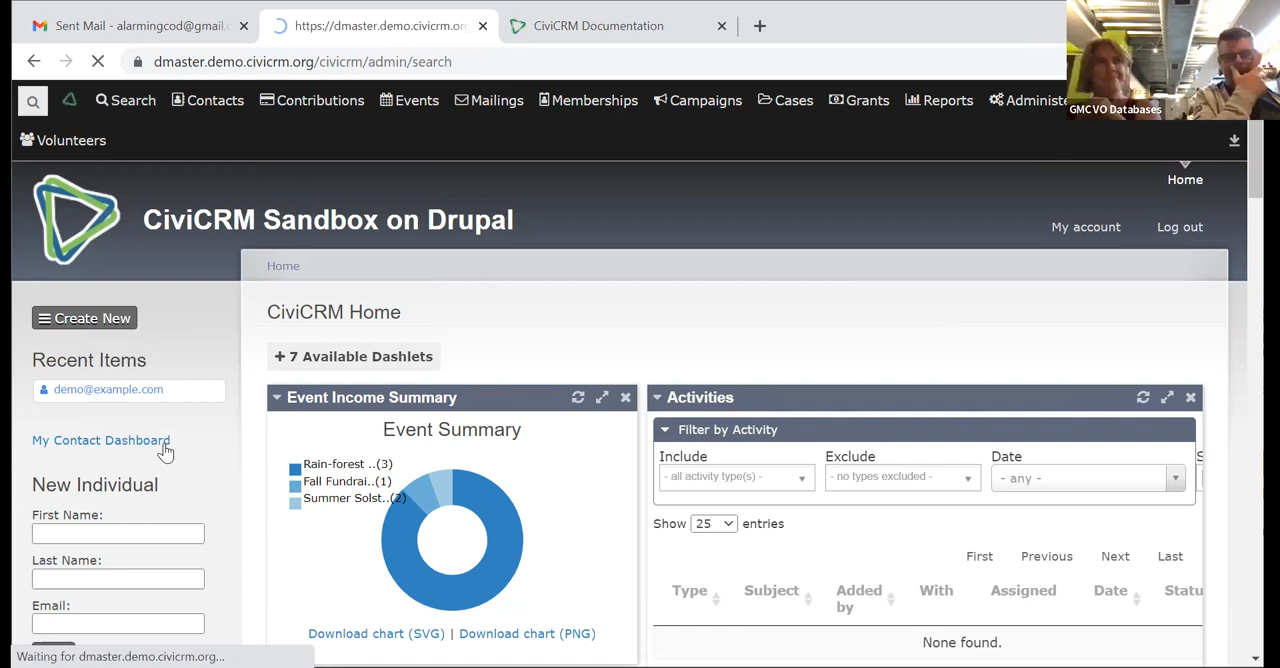 Sent Mail - alarmingcod@gmail.
https://dmaster.demo.civicrm.or
CiviCRM Documentation
dmaster.demo.civicrm.org/civicrm/admin/search
Search Contacts Contributions Events Mailings Memberships Campaigns Cases Grants Reports Administe
GMCVO Databases
Volunteers
Home
CiviCRM Sandbox on Drupal
My account Log out
Home
Create New
CiviCRM Home
+ 7 Available Dashlets
Recent Items
demo@example.com
My Contact Dashboard
New Individual
First Name:
Last Name:
Email:
Event Income Summary
Event Summary
Rain-forest ..(3)
Fall Fundrai..(1)
Summer Solst..(2)
Download chart (SVG) | Download chart (PNG)
Activities
Filter by Activity
Include Exclude Date S
- all activity type(s) - - no types excluded - - any -
Show 25 entries
First Previous Next Last
Type Subject Added by With Assigned Date Statu
None found.
Waiting for dmaster.demo.civicrm.org...